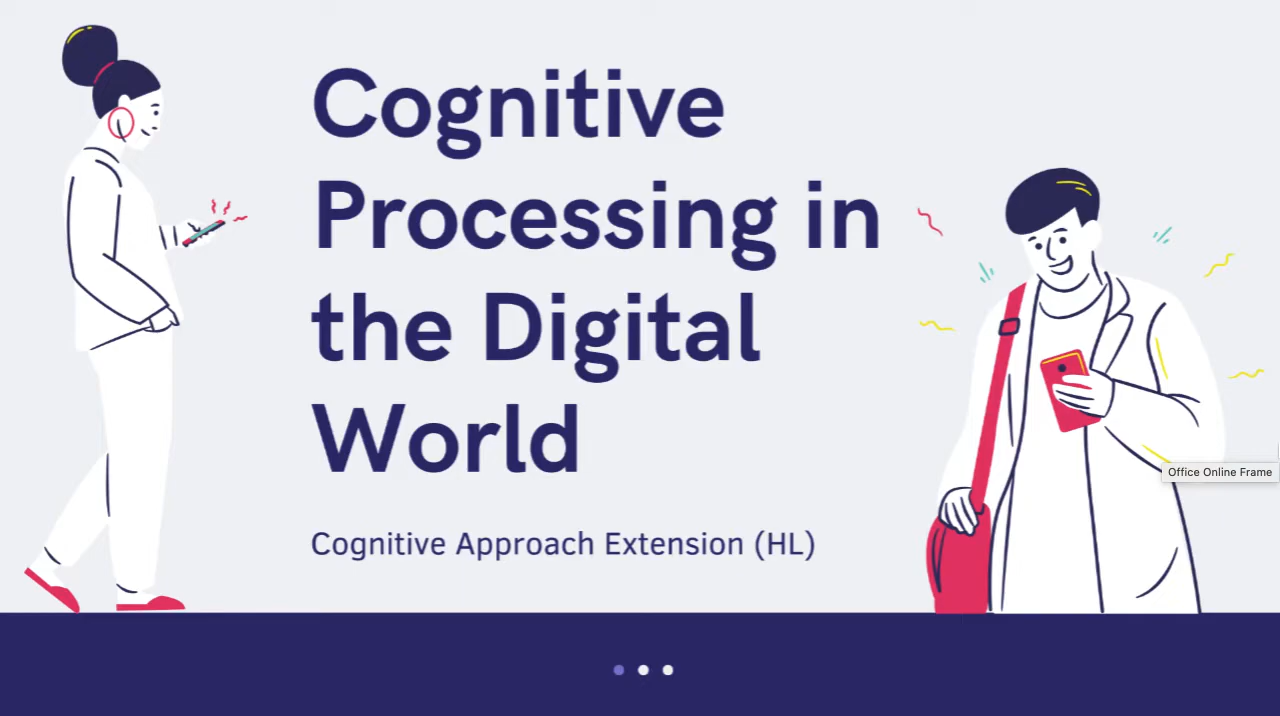 Cognitive
Processing in
the Digital
World
Cognitive Approach Extension (HL)
Office Online Frame